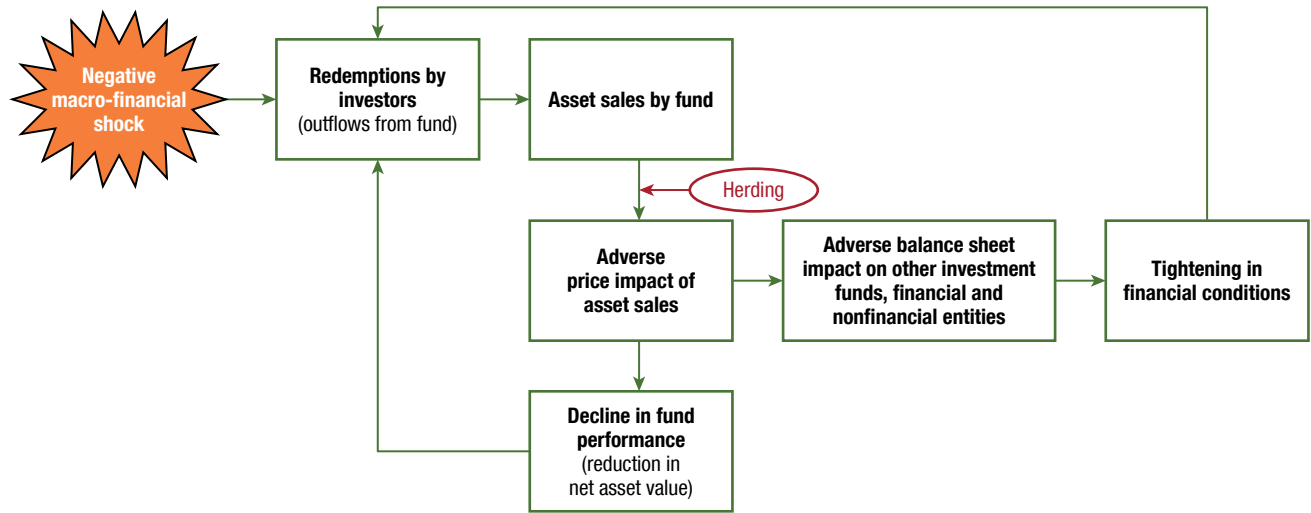 Negative
macro-financial
shock
Redemptions by
investors
(outflows from fund)
Asset sales by fund
Herding
Adverse
price impact of
asset sales
Adverse balance sheet
impact on other investment
funds, financial and
nonfinancial entities
Tightening in
financial conditions
Decline in fund
performance
(reduction in
net asset value)